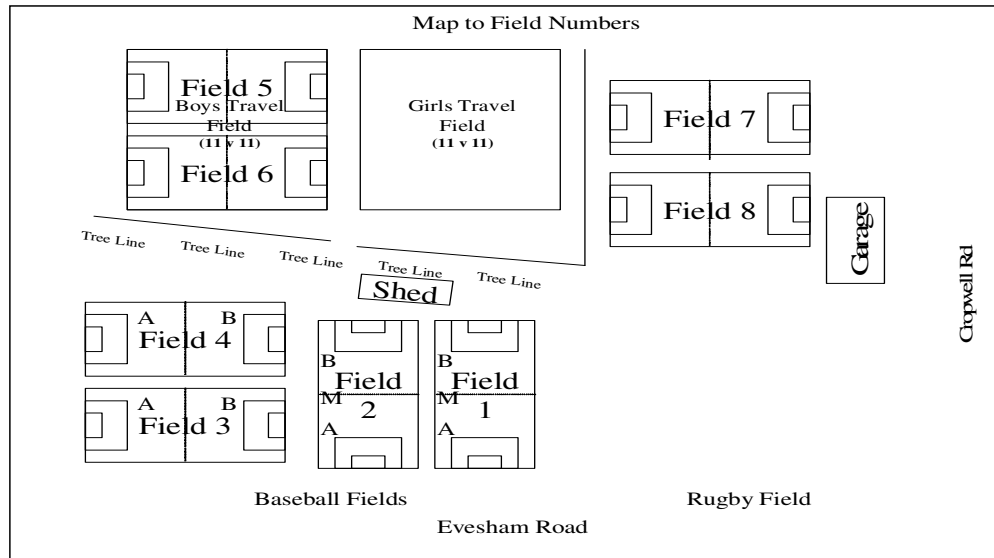 Map to Field Numbers
Field 5
Boys Travel
Field
(11 v 11)
Field 6
Girls Travel
Field
(11 v 11)
Field 7
Field 8
Garage
Cropwell Rd
Tree Line
Tree Line
Tree Line
Tree Line
Tree Line
Shed
A
B
Field 4
A
B
Field 3
B
Field
M
2
A
B
Field
M
1
A
Baseball Fields
Rugby Field
Evesham Road